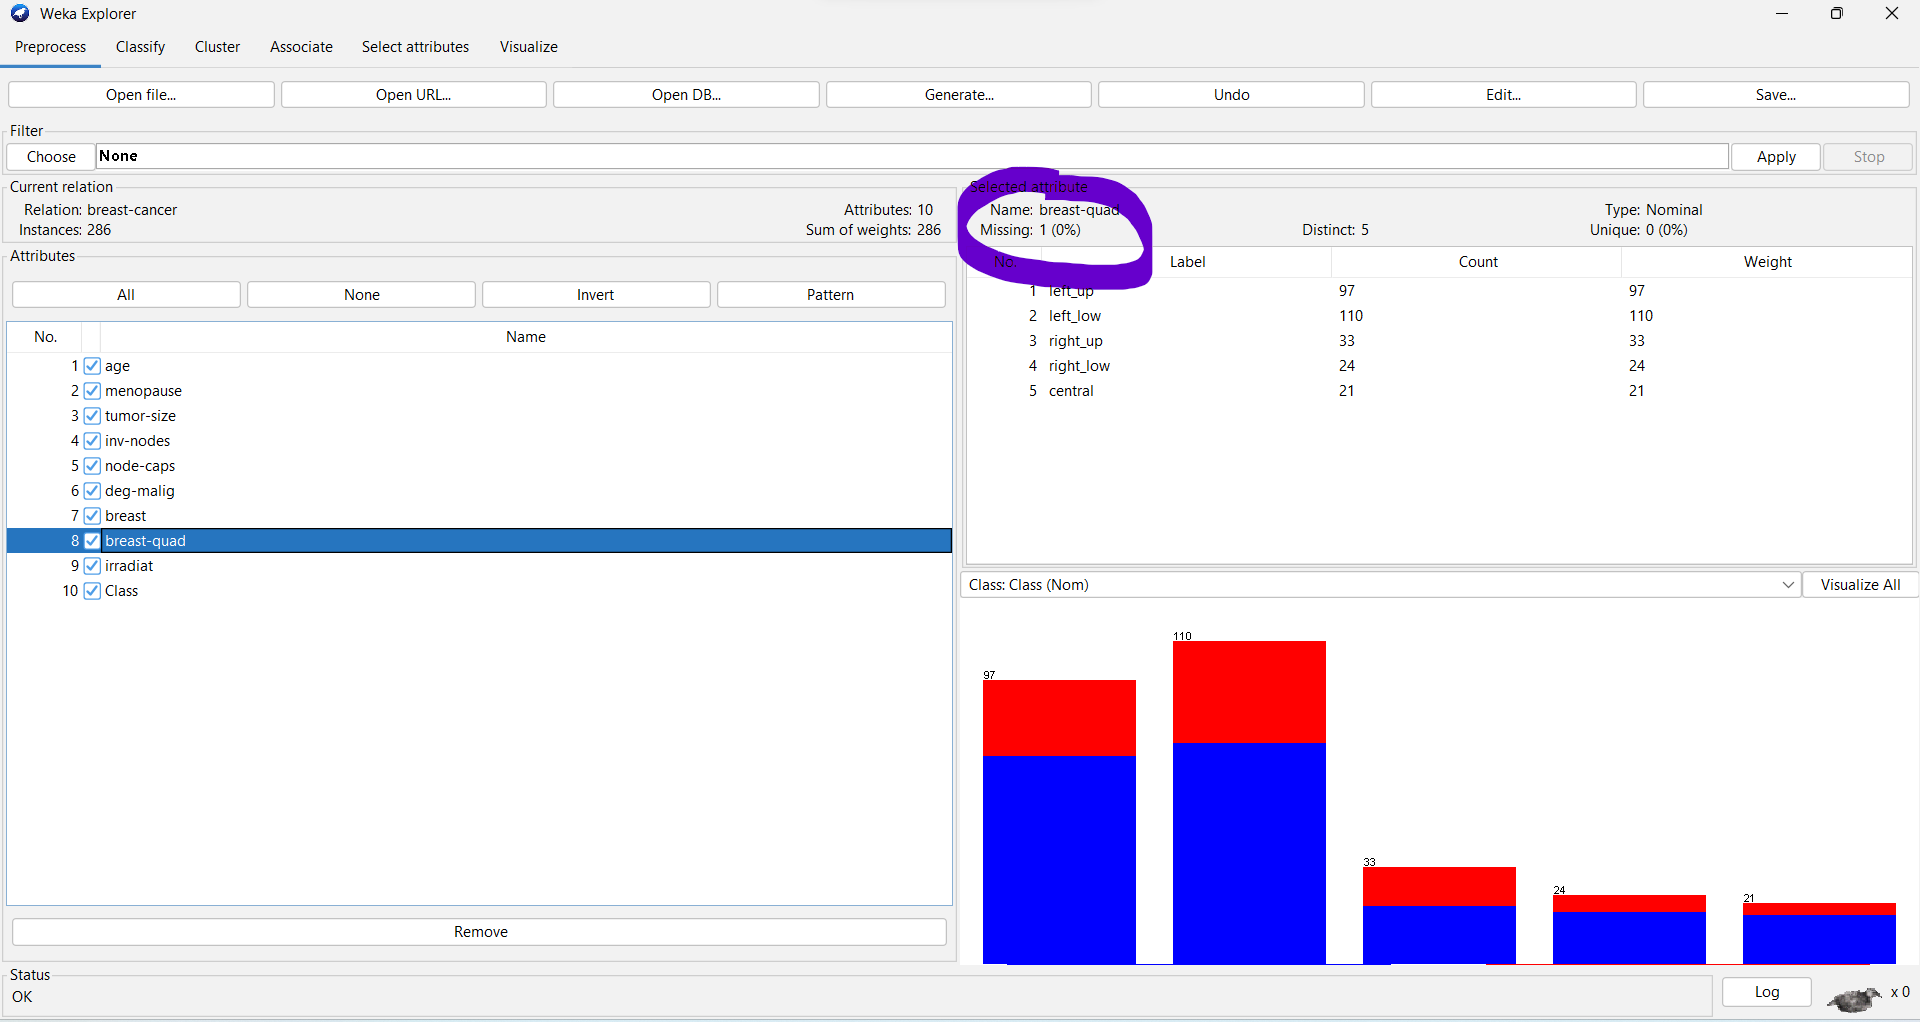 Weka Explorer
Preprocess Classify Cluster Associate Select attributes Visualize
Open file... Open URL... Open DB... Generate... Undo Edit... Save...
Filter
Choose None Apply Stop
Current relation
Relation: breast-cancer Attributes: 10
Instances: 286 Sum of weights: 286
Selected attribute
Name: breast-quad Type: Nominal
Missing: 1 (0%) Distinct: 5 Unique: 0 (0%)
No. Label Count Weight
1 left_up 97 97
2 left_low 110 110
3 right_up 33 33
4 right_low 24 24
5 central 21 21
Attributes
All None Invert Pattern
No. Name
1 age
2 menopause
3 tumor-size
4 inv-nodes
5 node-caps
6 deg-malig
7 breast
8 breast-quad
9 irradiat
10 Class
Remove
Class: Class (Nom) Visualize All
97
110
33
24
21
Status
OK
Log x 0